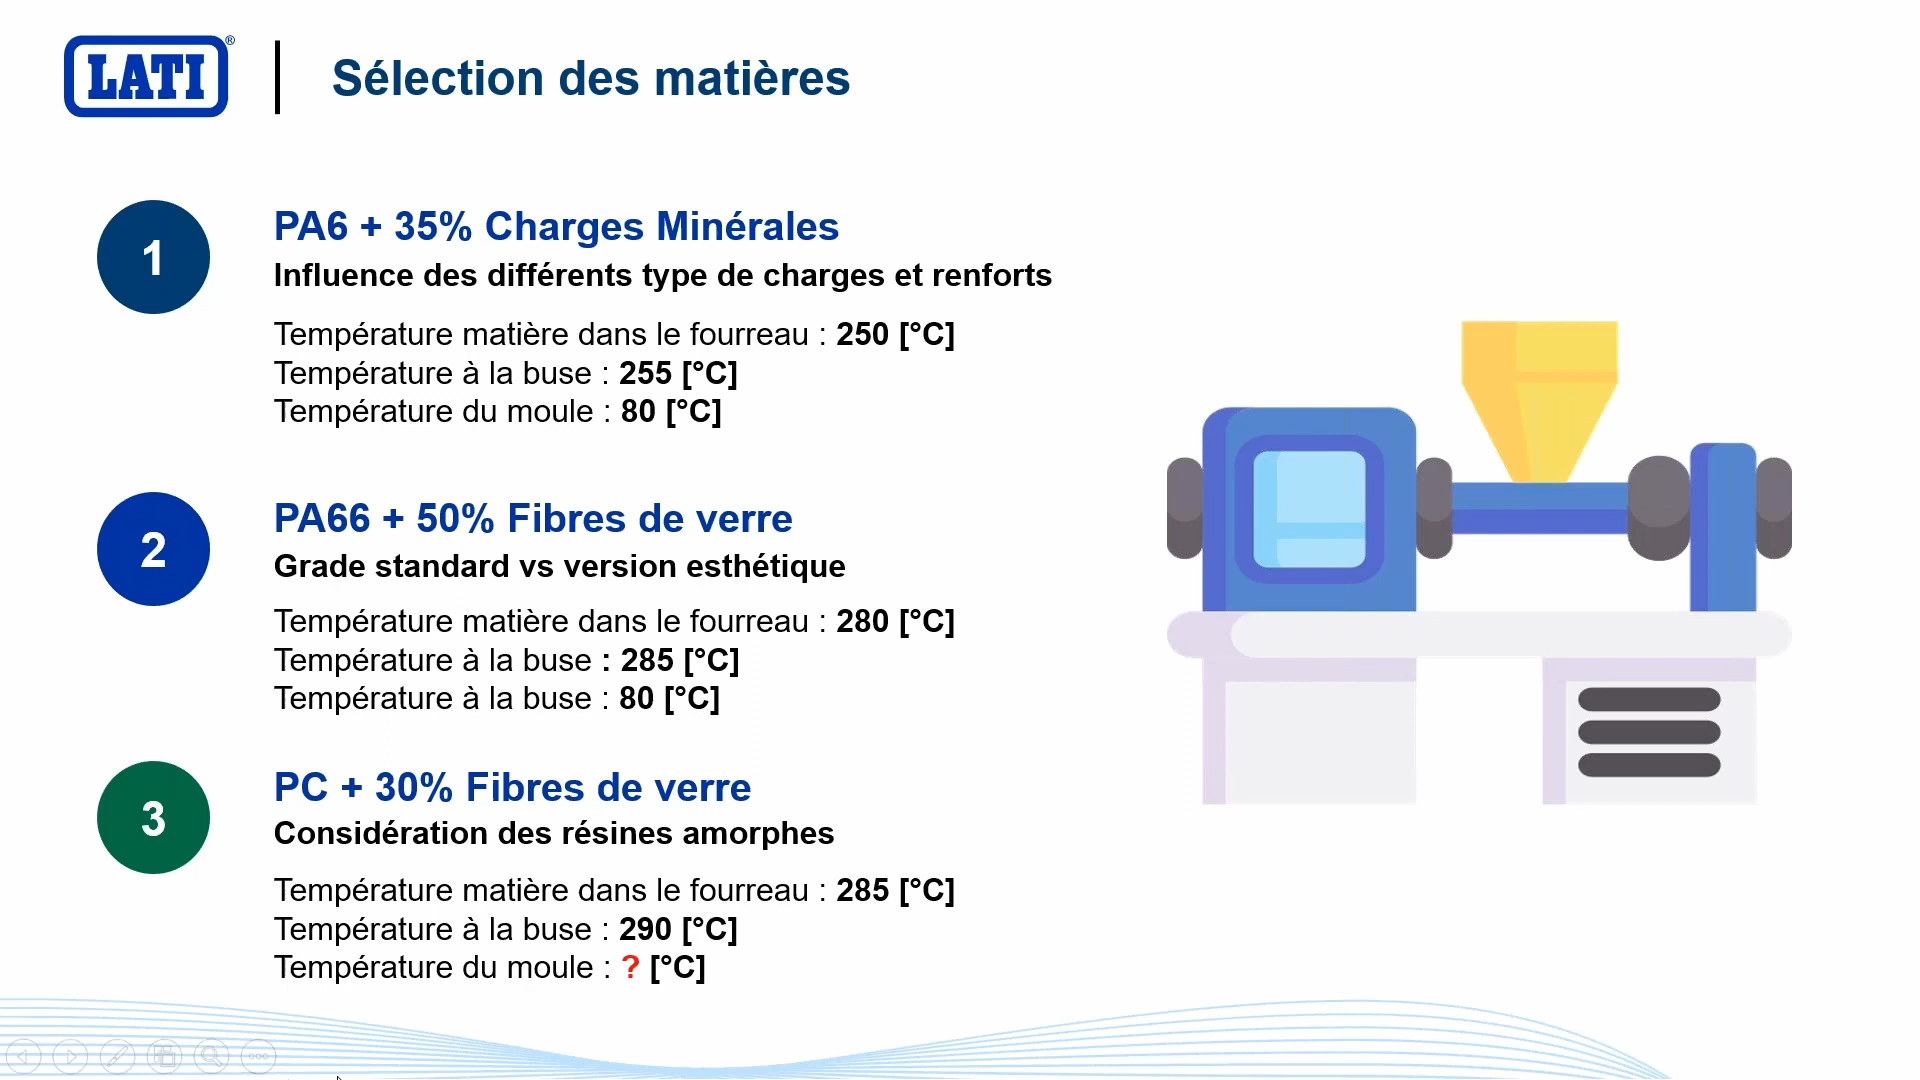 LATI®
Sélection des matières
1
PA6 + 35% Charges Minérales
Influence des différents type de charges et renforts
Température matière dans le fourreau : 250 [°C]
Température à la buse : 255 [°C]
Température du moule : 80 [°C]
2
PA66 + 50% Fibres de verre
Grade standard vs version esthétique
Température matière dans le fourreau : 280 [°C]
Température à la buse : 285 [°C]
Température à la buse : 80 [°C]
3
PC + 30% Fibres de verre
Considération des résines amorphes
Température matière dans le fourreau : 285 [°C]
Température à la buse : 290 [°C]
Température du moule : ? [°C]